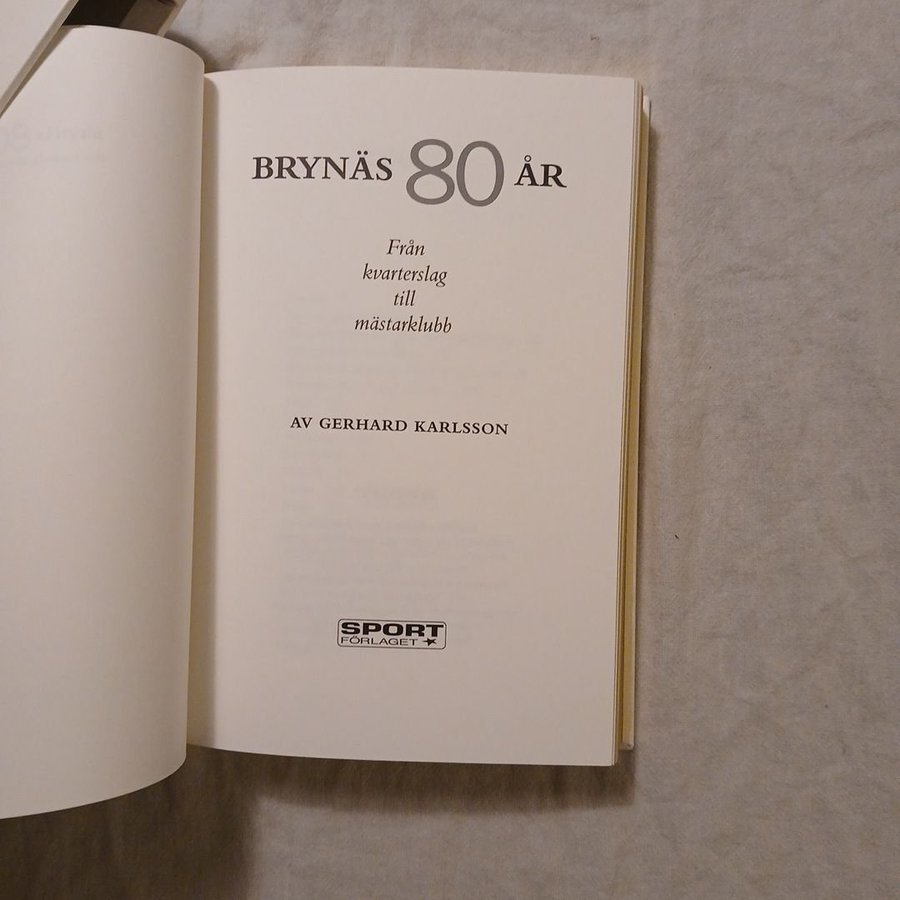 BRYNÄS 80 ÅR
Från
kvarterslag
till
mästarklubb
AV GERHARD KARLSSON
SPORT
FÖRLAGET